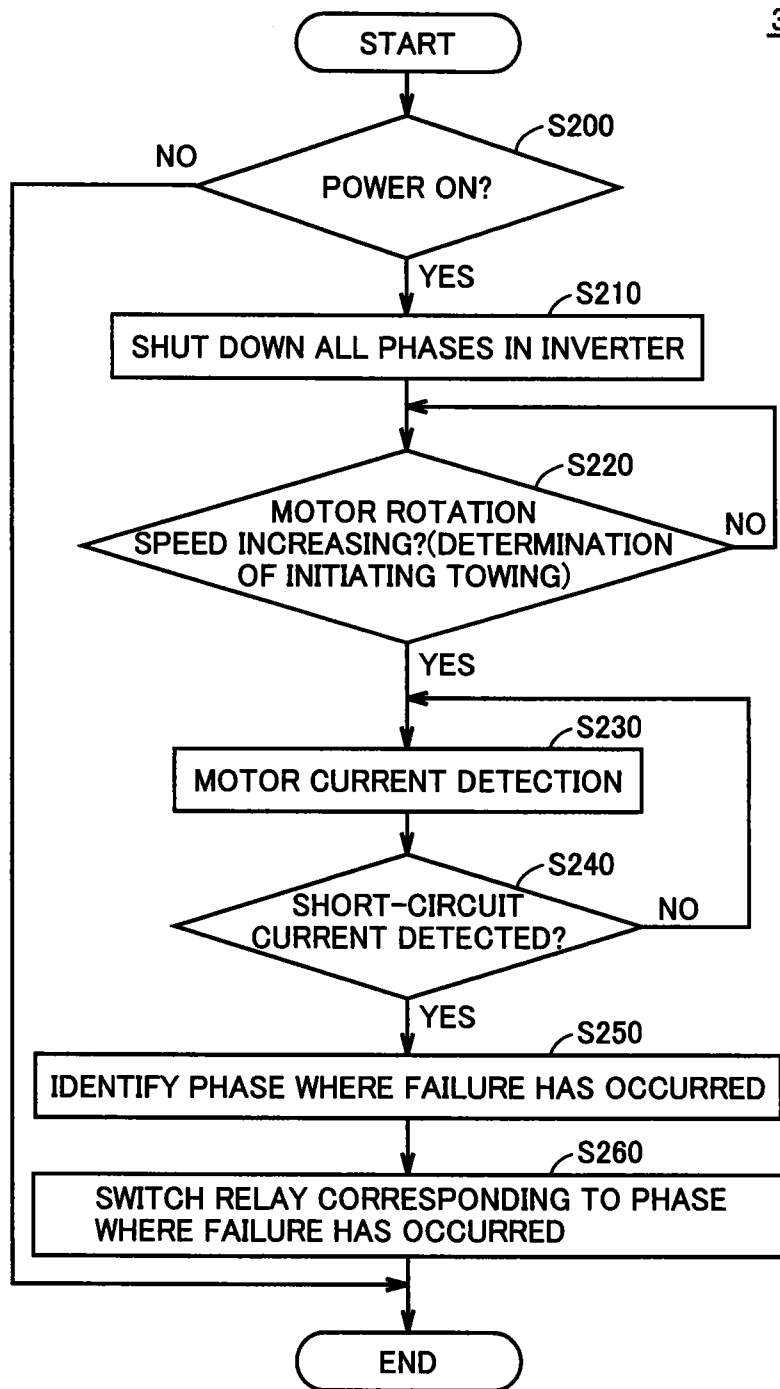 START
3
S200
NO
POWER ON?
YES
S210
SHUT DOWN ALL PHASES IN INVERTER
S220
MOTOR ROTATION
SPEED INCREASING?(DETERMINATION
OF INITIATING TOWING)
NO
YES
S230
MOTOR CURRENT DETECTION
S240
SHORT-CIRCUIT
CURRENT DETECTED?
NO
YES
S250
IDENTIFY PHASE WHERE FAILURE HAS OCCURRED
S260
SWITCH RELAY CORRESPONDING TO PHASE
WHERE FAILURE HAS OCCURRED
END